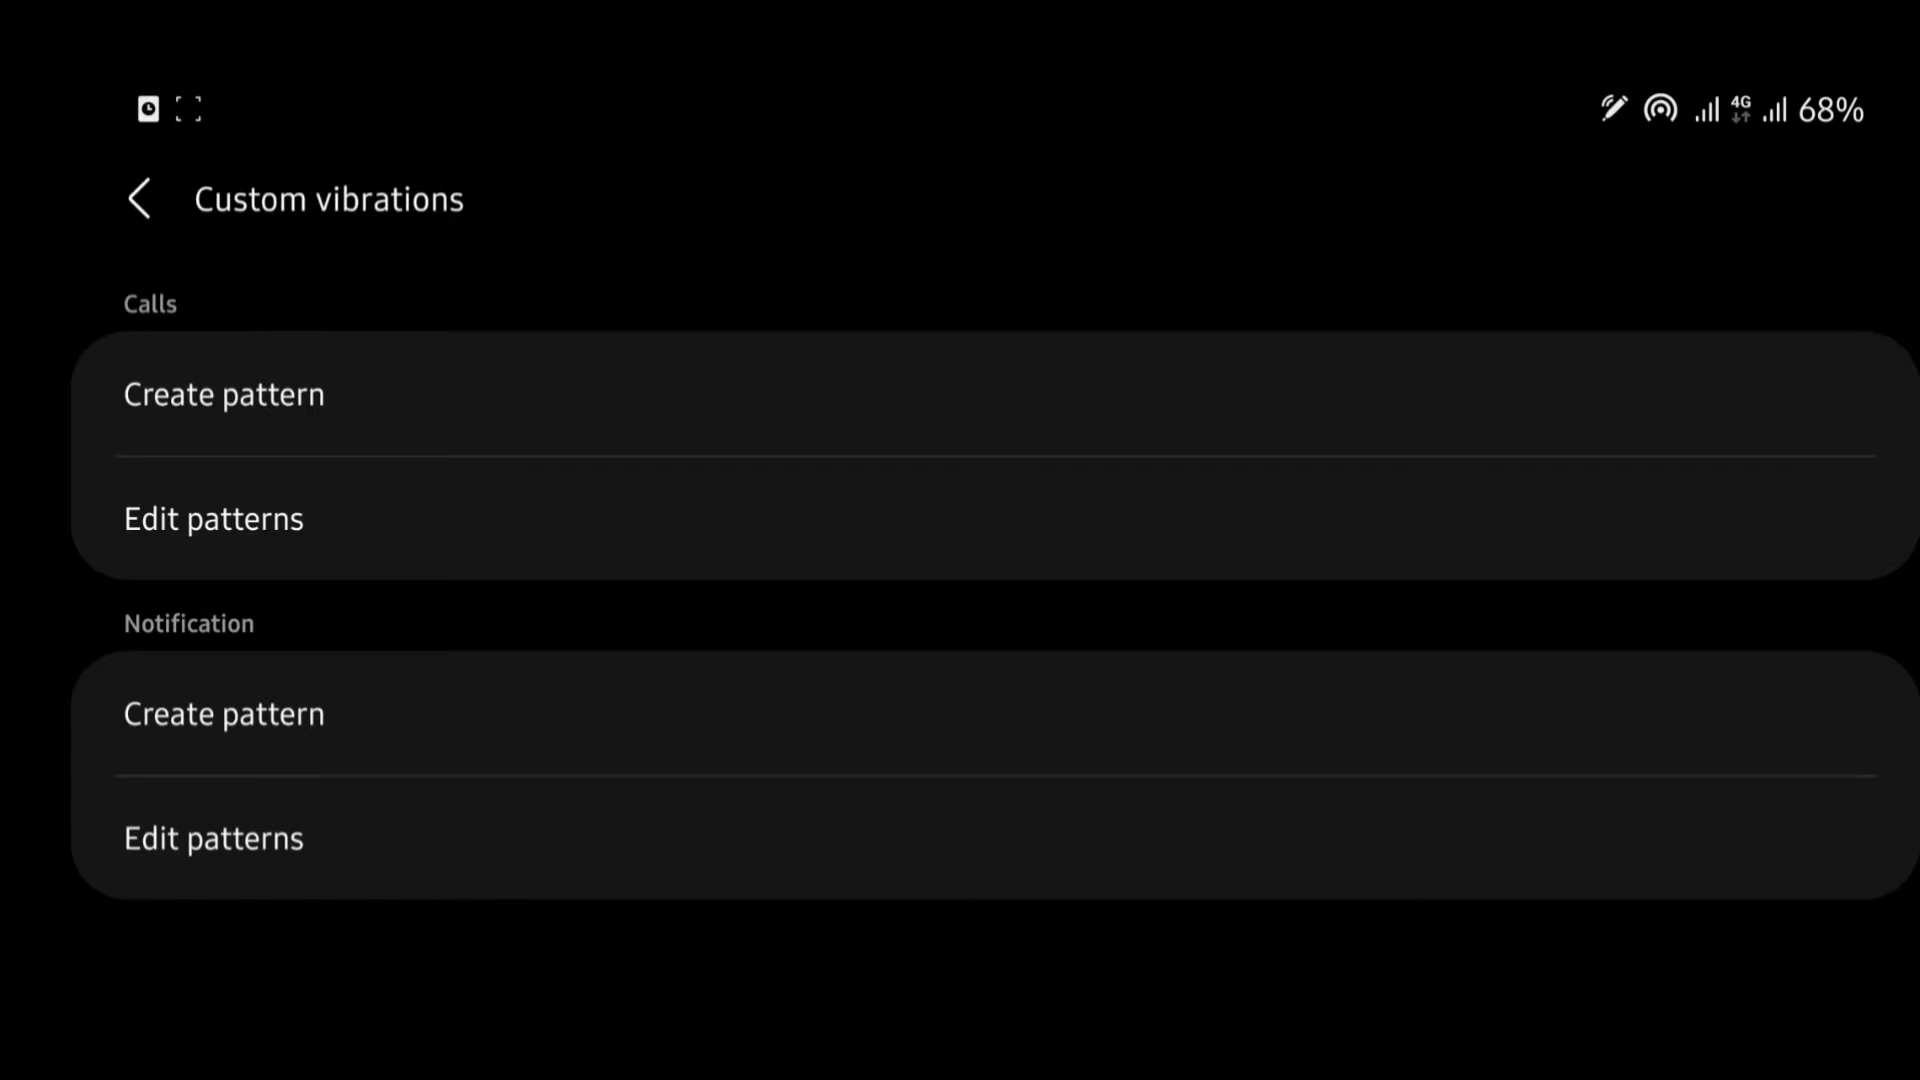 4G 68%
Custom vibrations
Calls
Create pattern
Edit patterns
Notification
Create pattern
Edit patterns